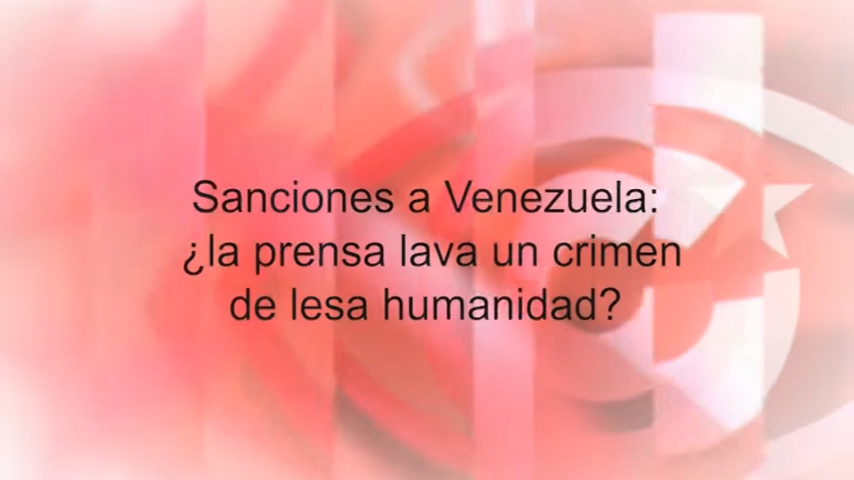 Sanciones a Venezuela:
¿la prensa lava un crimen
de lesa humanidad?